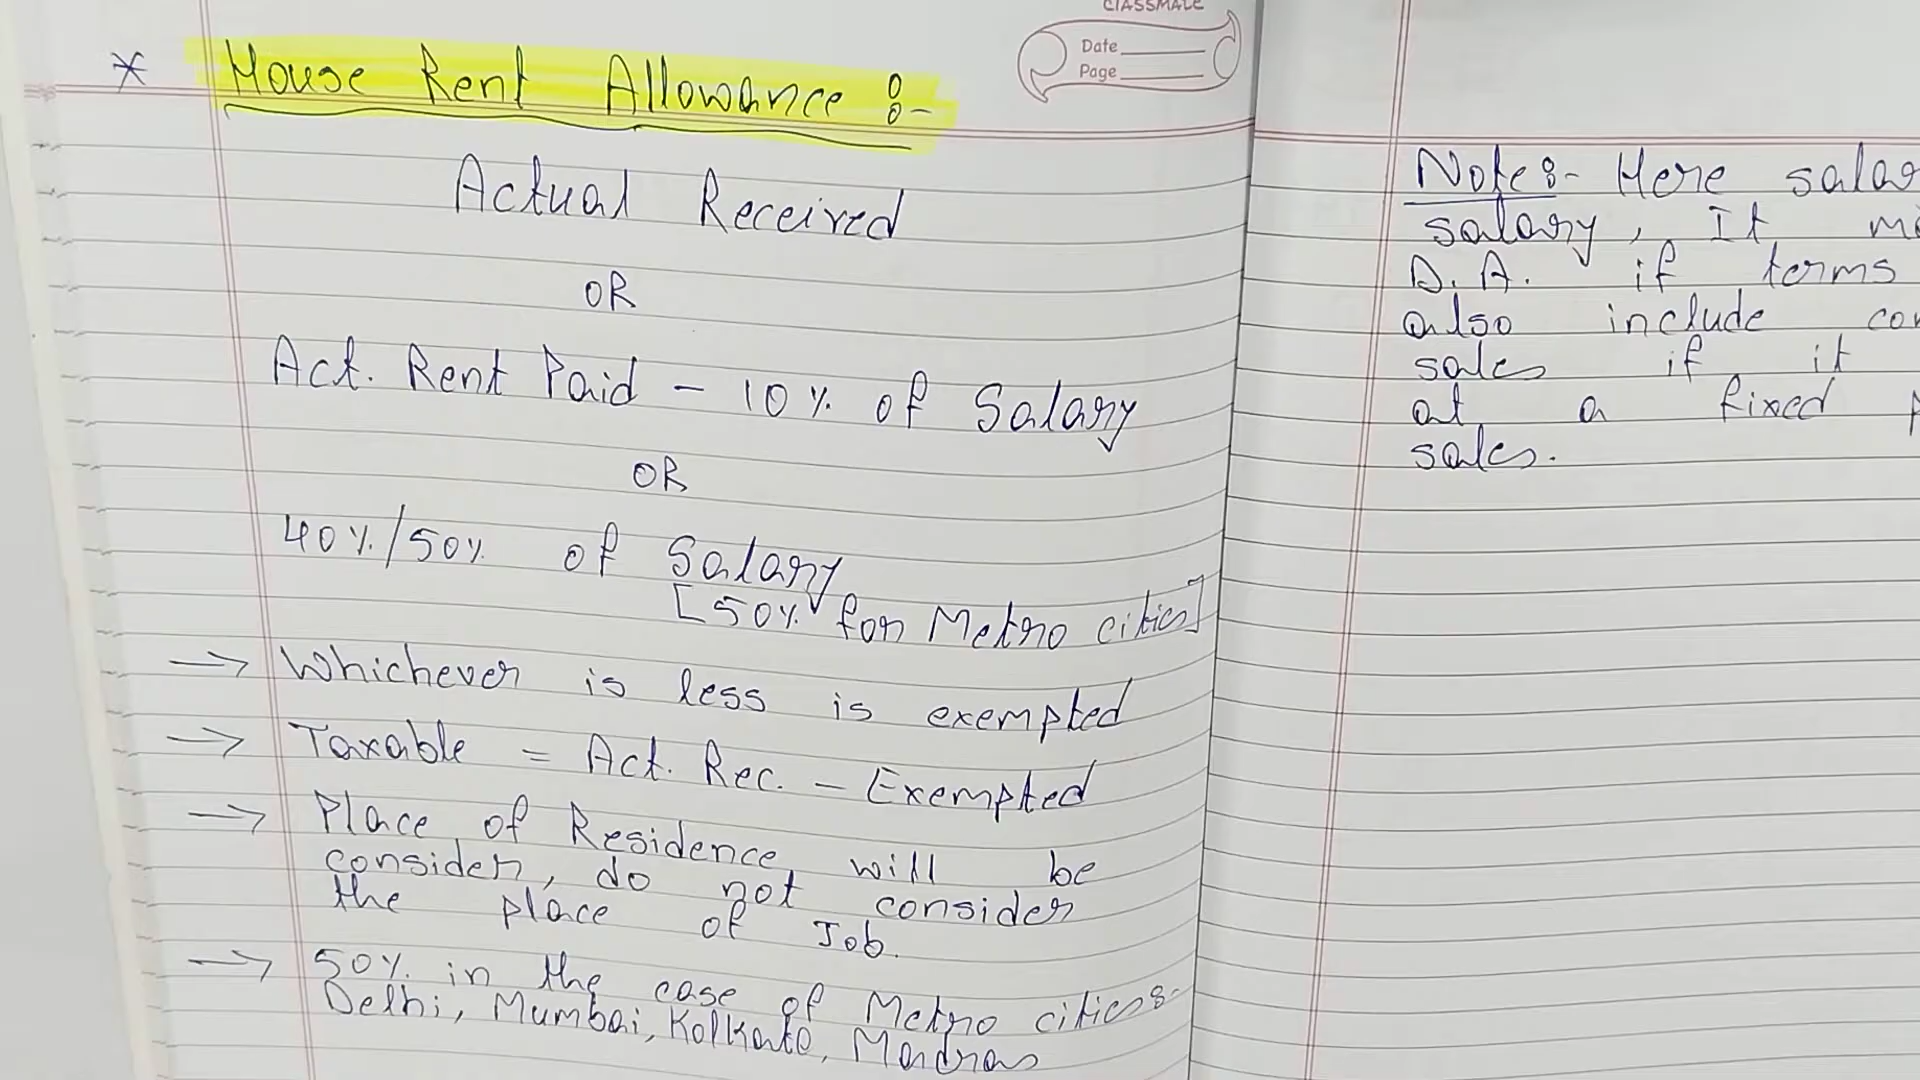 CLASSMATE
Date
Page
* House Rent Allowance :-
Actual Received
OR
Act. Rent Paid - 10% of Salary
OR
40%/50% of Salary
[50% for Metro cities]
→ Whichever is less is exempted
→ Taxable = Act. Rec. - Exempted
→ Place of Residence will be
consider, do not consider
the place of Job.
→ 50% in the case of Metro cities:-
Delhi, Mumbai, Kolkata, Madras
Note:- Here
salary, It
D.A. if terms
also include
sales if it
at a fixed
sales.